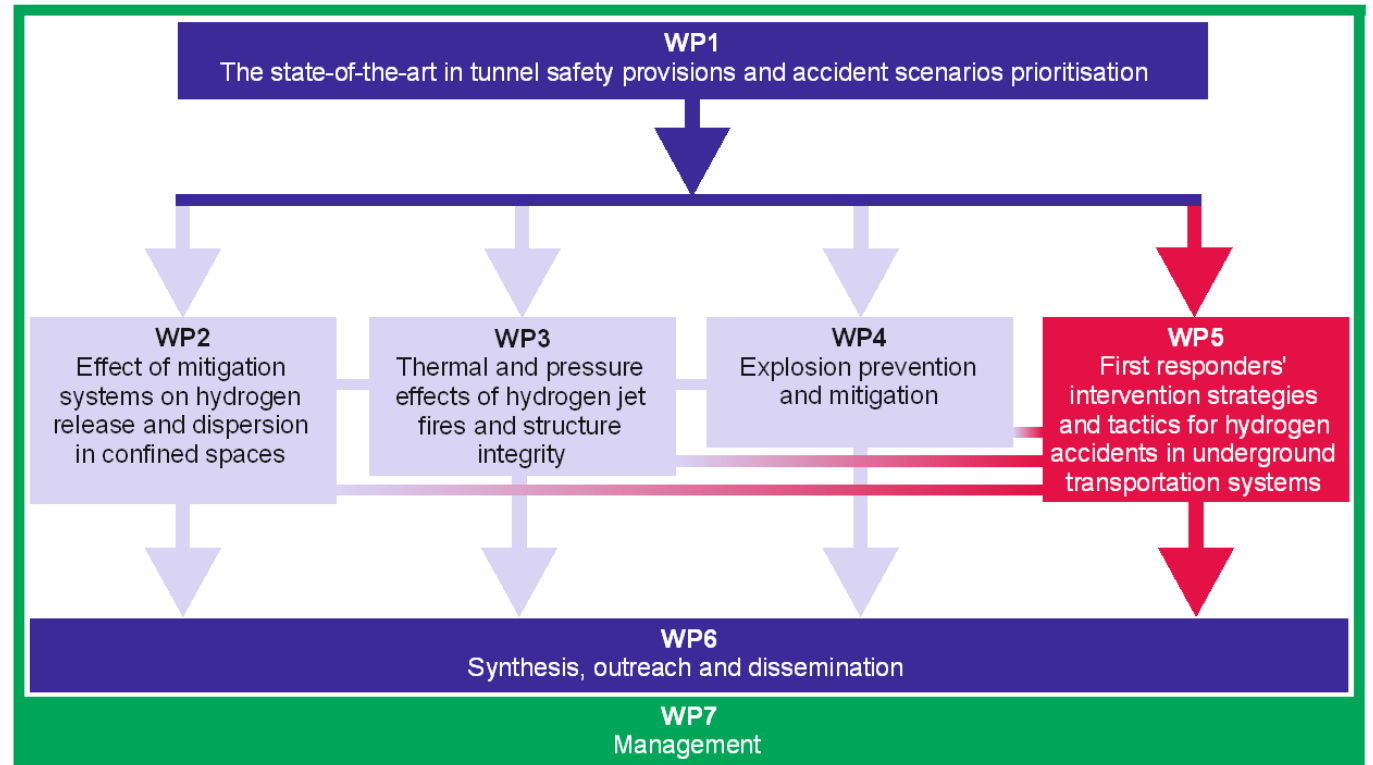 WP1
The state-of-the-art in tunnel safety provisions and accident scenarios prioritisation
WP2
Effect of mitigation
systems on hydrogen
release and dispersion
in confined spaces
WP3
Thermal and pressure
effects of hydrogen jet
fires and structure
integrity
WP4
Explosion prevention
and mitigation
WP5
First responders'
intervention strategies
and tactics for hydrogen
accidents in underground
transportation systems
WP6
Synthesis, outreach and dissemination
WP7
Management